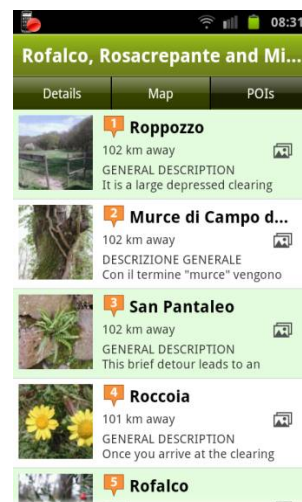 08:31
Rofalco, Rosacrepante and Mi...
Details Map POIs
1 Roppozzo
102 km away
GENERAL DESCRIPTION
It is a large depressed clearing
2 Murce di Campo d...
102 km away
DESCRIZIONE GENERALE
Con il termine "murce" vengono
3 San Pantaleo
102 km away
GENERAL DESCRIPTION
This brief detour leads to an
4 Roccoia
101 km away
GENERAL DESCRIPTION
Once you arrive at the clearing
5 Rofalco